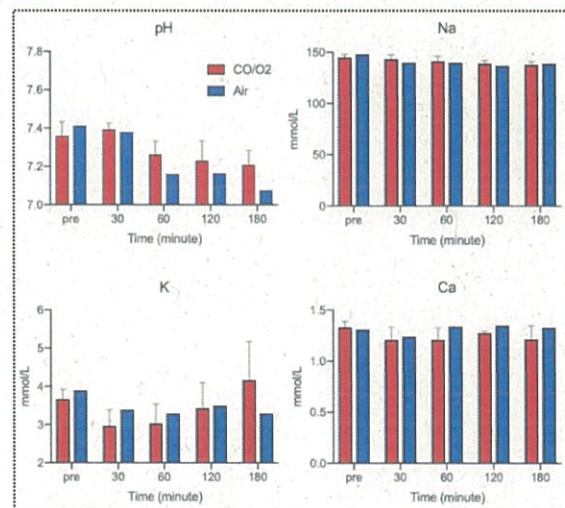 pH
7.8
7.6
7.4
7.2
7.0
CO/O2
Air
pre 30 60 120 180
Time (minute)
Na
mmol/L
150
100
50
0
pre 30 60 120 180
Time (minute)
K
mmol/L
6
5
4
3
2
pre 30 60 120 180
Time (minute)
Ca
mmol/L
1.5
1.0
0.5
0.0
pre 30 60 120 180
Time (minute)